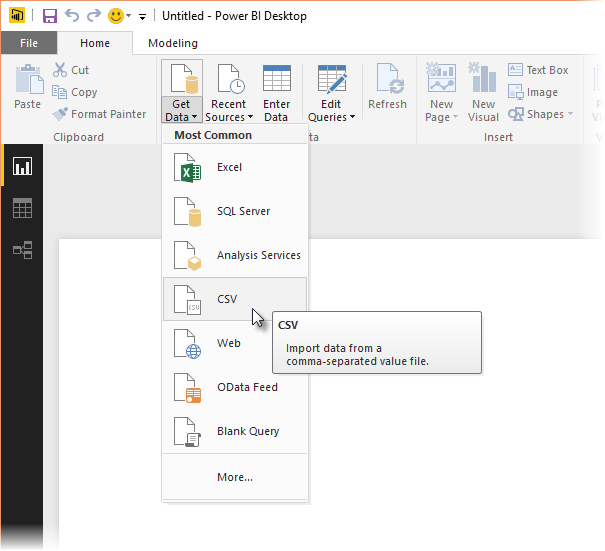 Untitled - Power BI Desktop
File Home Modeling
Paste
Cut
Copy
Format Painter
Clipboard
Get Data
Recent Sources
Enter Data
Edit Queries
Refresh
New Page
New Visual
Text Box
Image
Shapes
Insert
ta
Most Common
Excel
SQL Server
Analysis Services
CSV
CSV
Web
OData Feed
Blank Query
More...
CSV
Import data from a
comma-separated value file.